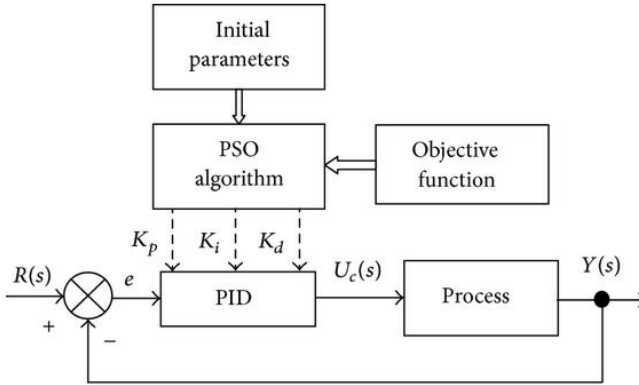 Initial
parameters
PSO
algorithm
Objective
function
K_p K_i K_d
R(s) e PID U_c(s) Process Y(s)
+ −